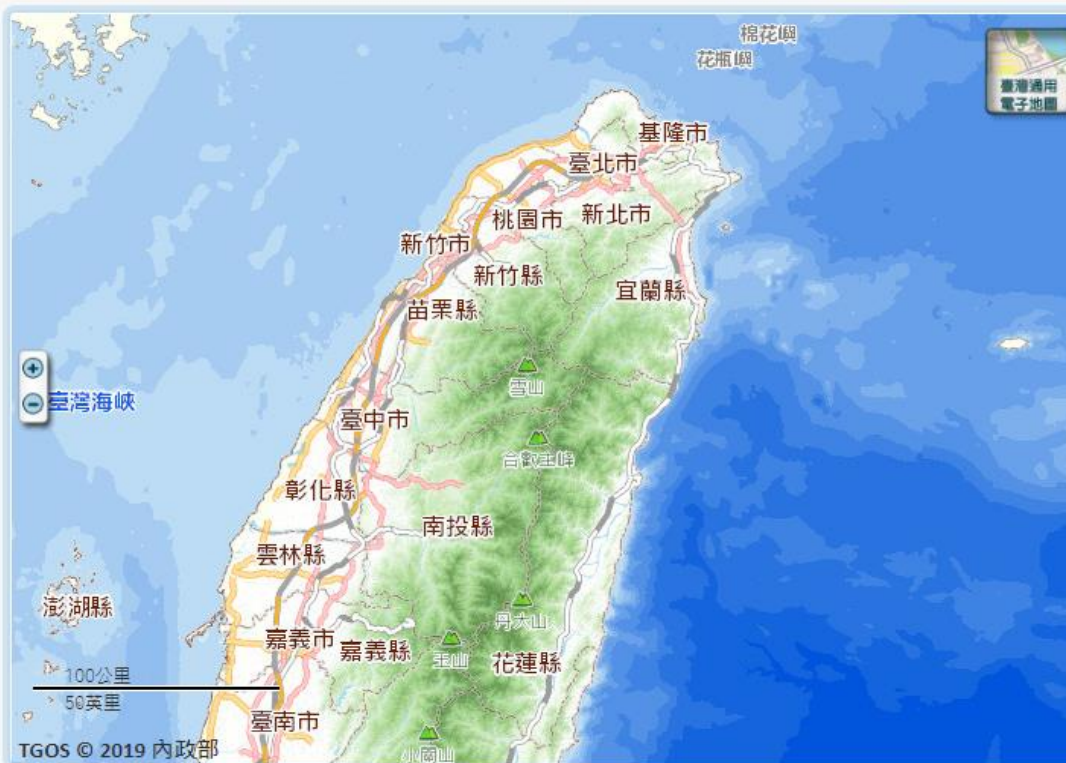 棉花嶼
花瓶嶼
臺灣通用
電子地圖
基隆市
臺北市
桃園市
新北市
新竹市
新竹縣
宜蘭縣
苗栗縣
雪山
臺灣海峽
臺中市
合歡主峰
彰化縣
南投縣
雲林縣
澎湖縣
丹大山
嘉義市
嘉義縣
玉山
花蓮縣
100公里
50英里
臺南市
小關山
TGOS © 2019 內政部